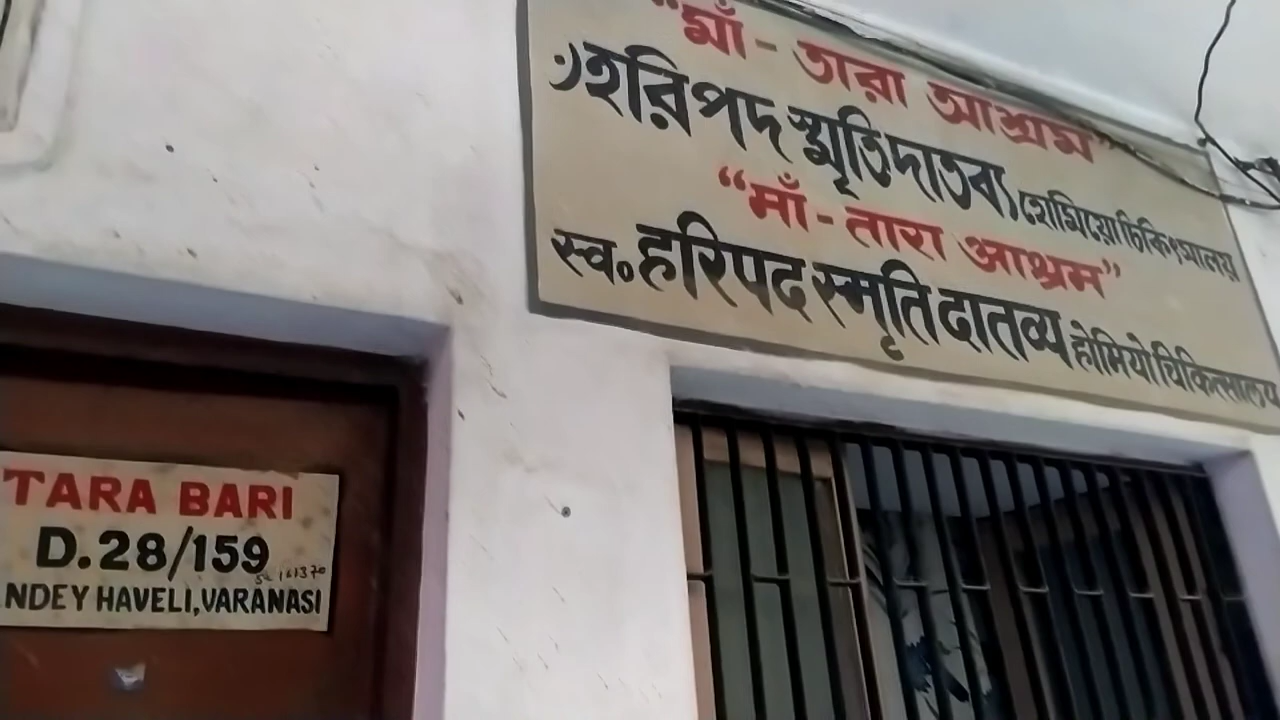 "মাঁ - তারা আশ্রম"
৺হরিপদ স্মৃতি দাতব্য হোমিয়ো চিকিৎসালয়
"माँ - तारा आश्रम"
स्व० हरिपद स्मृति दातव्य होमियो चिकित्सालय
TARA BARI
D.28/159
NDEY HAVELI, VARANASI